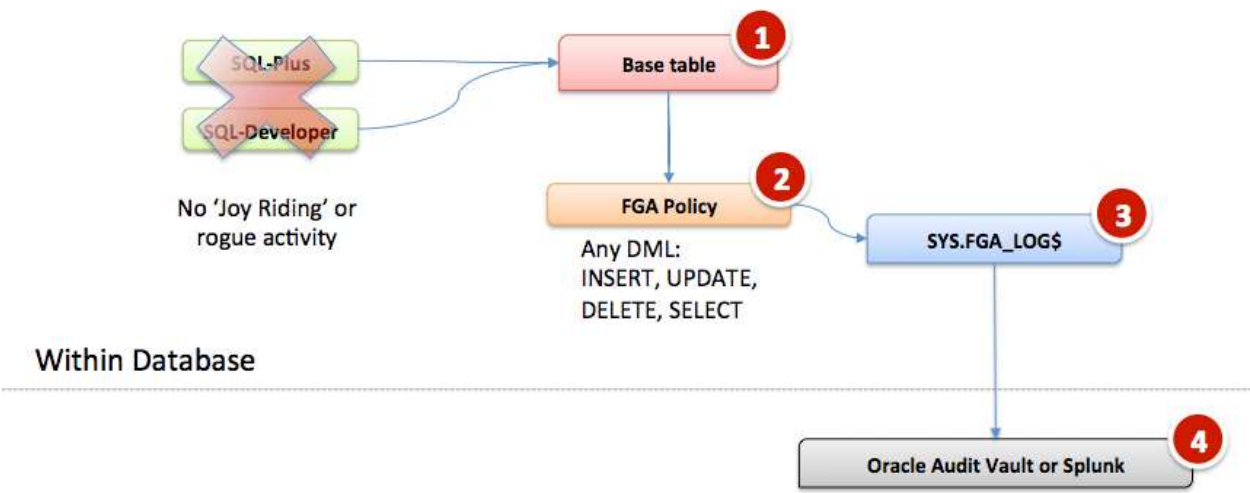 1
SQL-Plus
Base table
SQL-Developer
2
No 'Joy Riding' or
rogue activity
FGA Policy
3
SYS.FGA_LOG$
Any DML:
INSERT, UPDATE,
DELETE, SELECT
Within Database
4
Oracle Audit Vault or Splunk